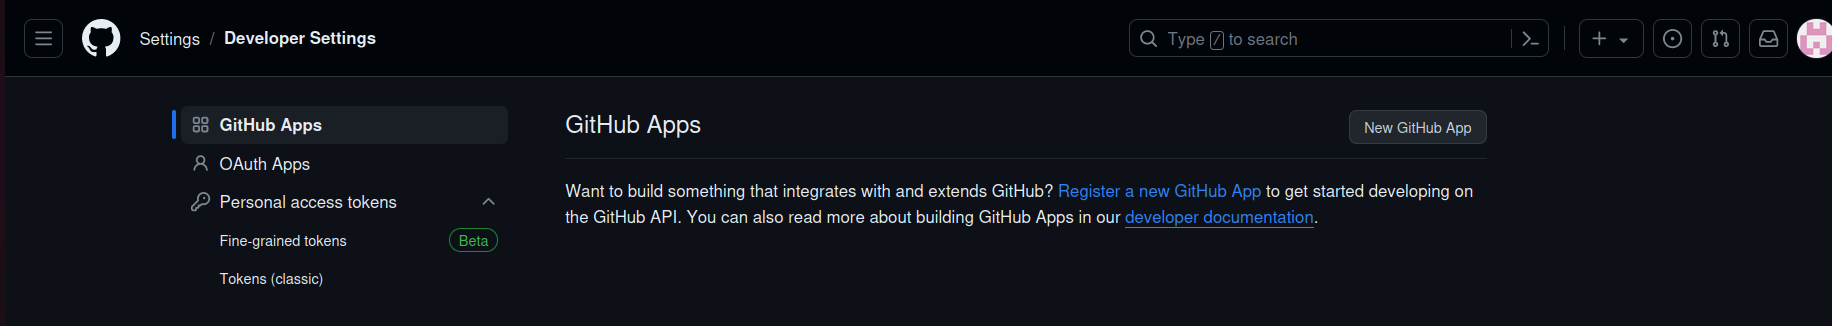 Settings / Developer Settings
Type / to search
GitHub Apps
OAuth Apps
Personal access tokens
Fine-grained tokens Beta
Tokens (classic)
GitHub Apps
New GitHub App
Want to build something that integrates with and extends GitHub? Register a new GitHub App to get started developing on
the GitHub API. You can also read more about building GitHub Apps in our developer documentation.